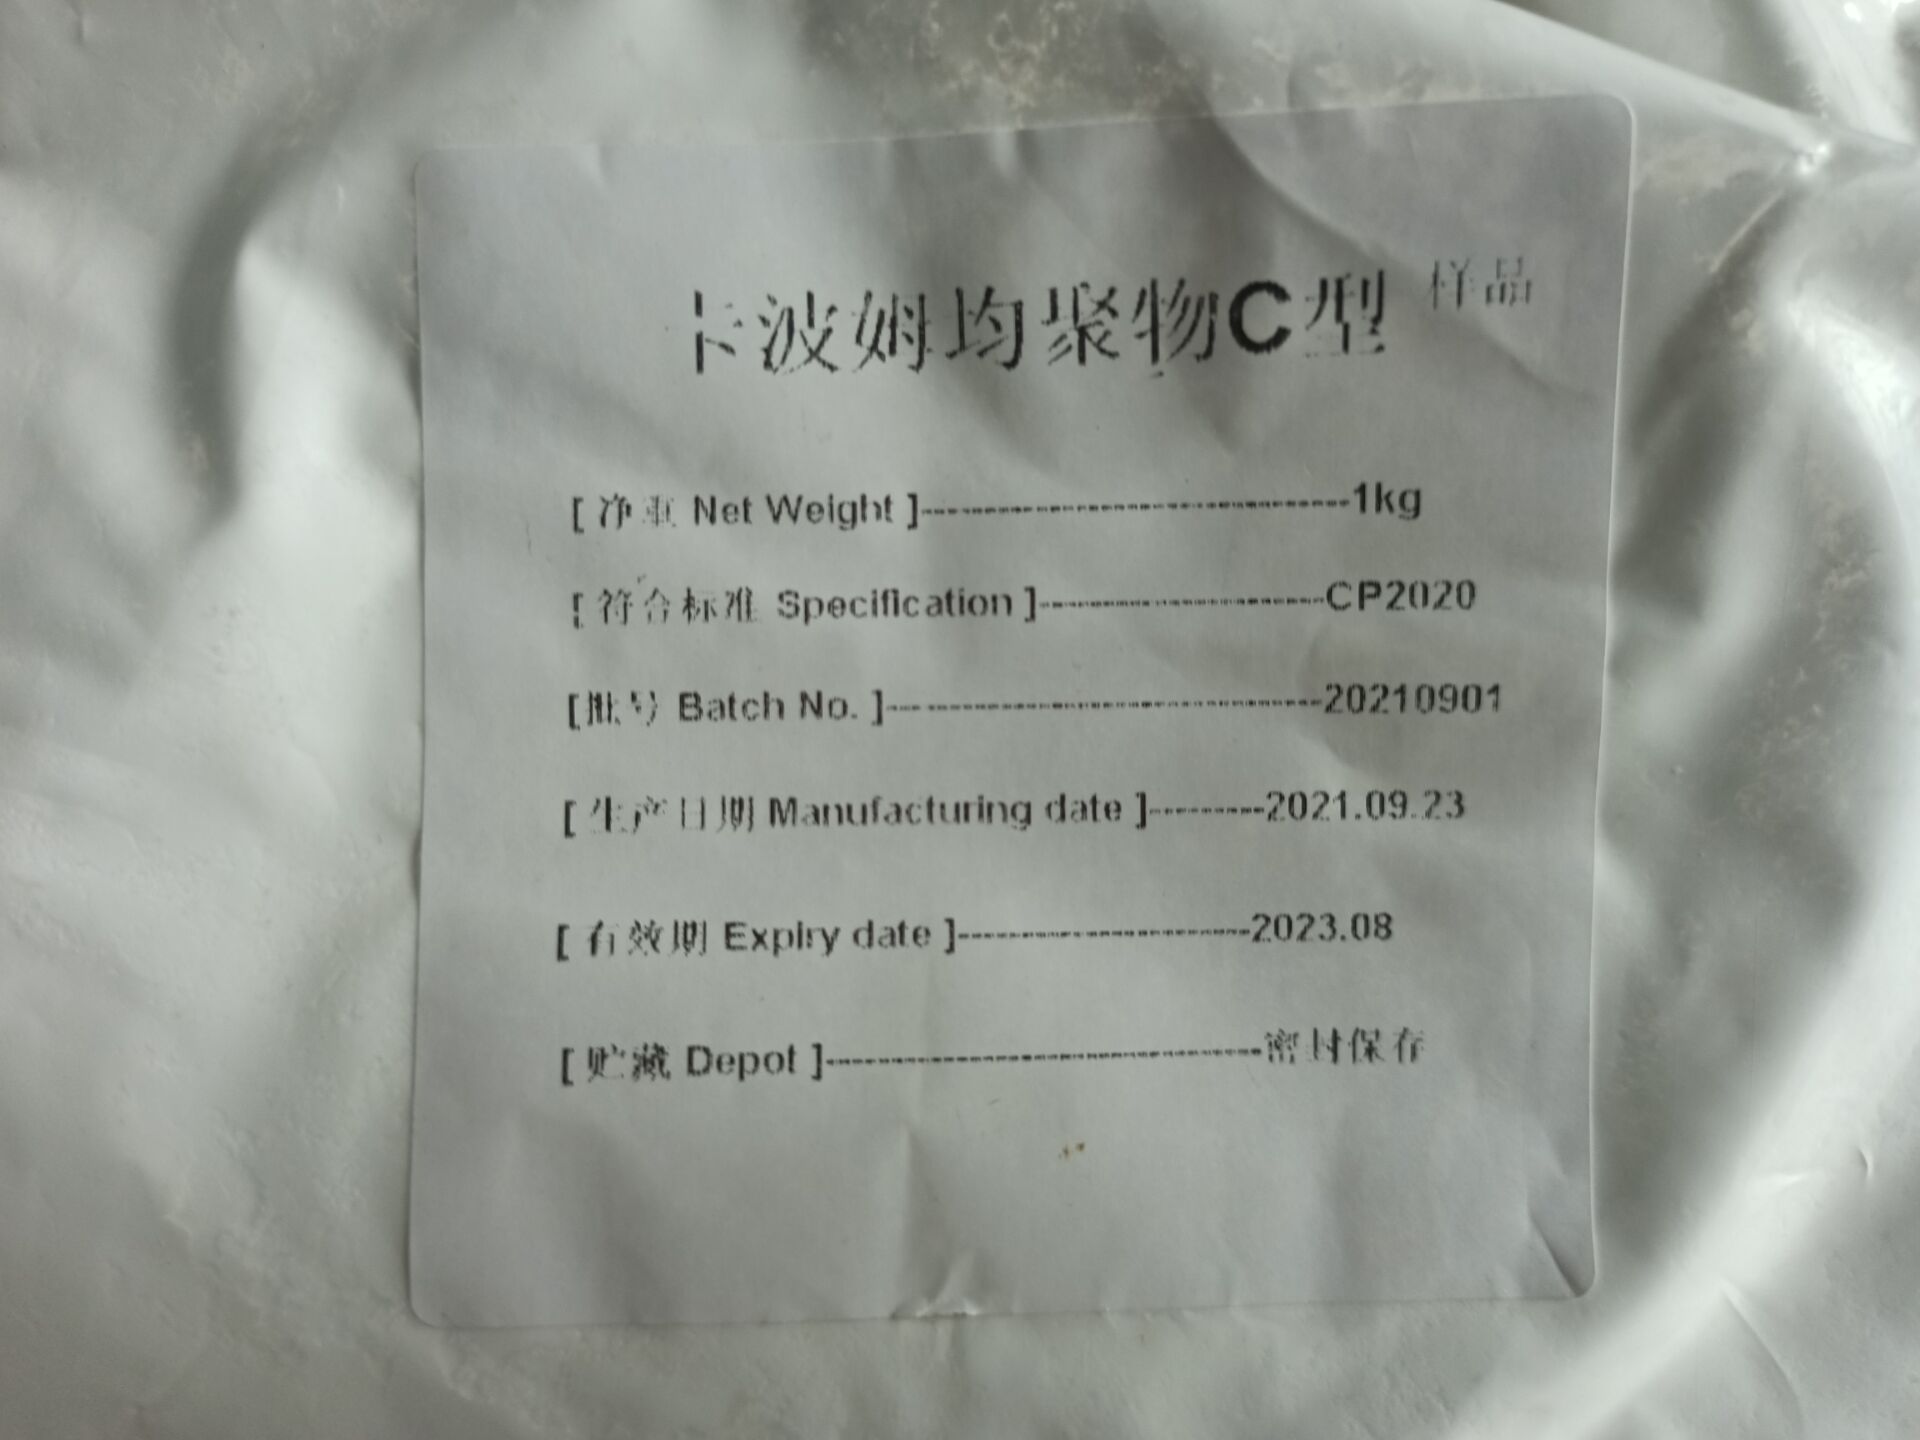 卡波姆均聚物C型 样品
[ 净重 Net Weight ]----------------------------------1kg
[ 符合标准 Specification ]-----------------------CP2020
[批号 Batch No. ]-----------------------------------20210901
[ 生产日期 Manufacturing date ]---------2021.09.23
[ 有效期 Expiry date ]-----------------------2023.08
[ 贮藏 Depot ]-----------------------------------密封保存